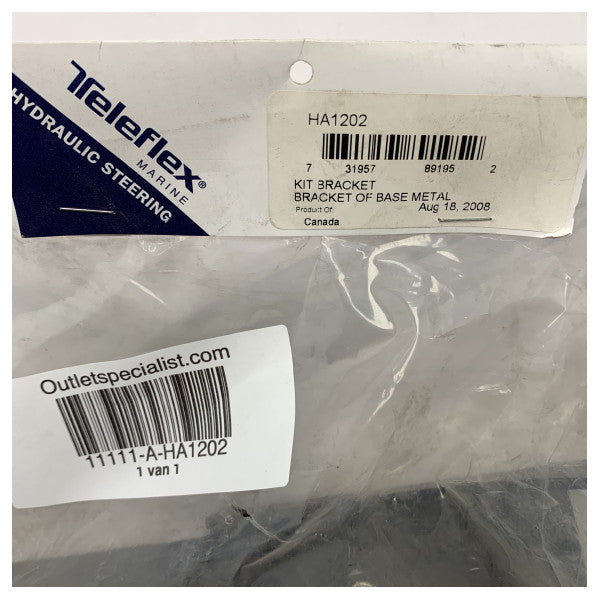 Teleflex®
MARINE
HYDRAULIC STEERING
HA1202
7 31957 89195 2
KIT BRACKET
BRACKET OF BASE METAL
Product Of Aug 18, 2008
Canada
Outletspecialist.com
11111-A-HA1202
1 van 1